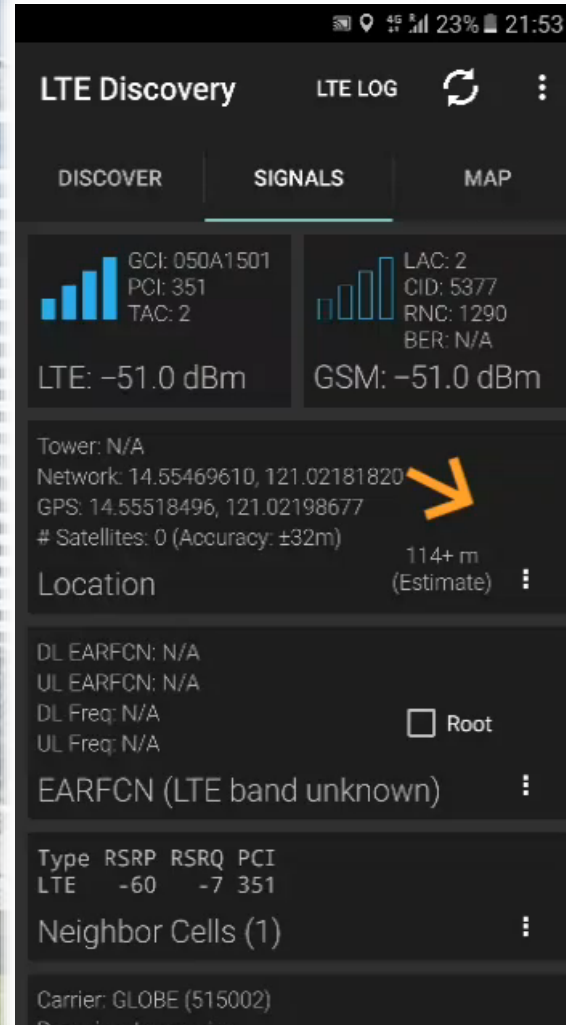 4G 23% 21:53
LTE Discovery LTE LOG
DISCOVER SIGNALS MAP
GCI: 050A1501
PCI: 351
TAC: 2
LTE: −51.0 dBm
LAC: 2
CID: 5377
RNC: 1290
BER: N/A
GSM: −51.0 dBm
Tower: N/A
Network: 14.55469610, 121.02181820
GPS: 14.55518496, 121.02198677
# Satellites: 0 (Accuracy: ±32m)
114+ m
(Estimate)
Location
DL EARFCN: N/A
UL EARFCN: N/A
DL Freq: N/A
UL Freq: N/A
Root
EARFCN (LTE band unknown)
Type RSRP RSRQ PCI
LTE -60 -7 351
Neighbor Cells (1)
Carrier: GLOBE (515002)